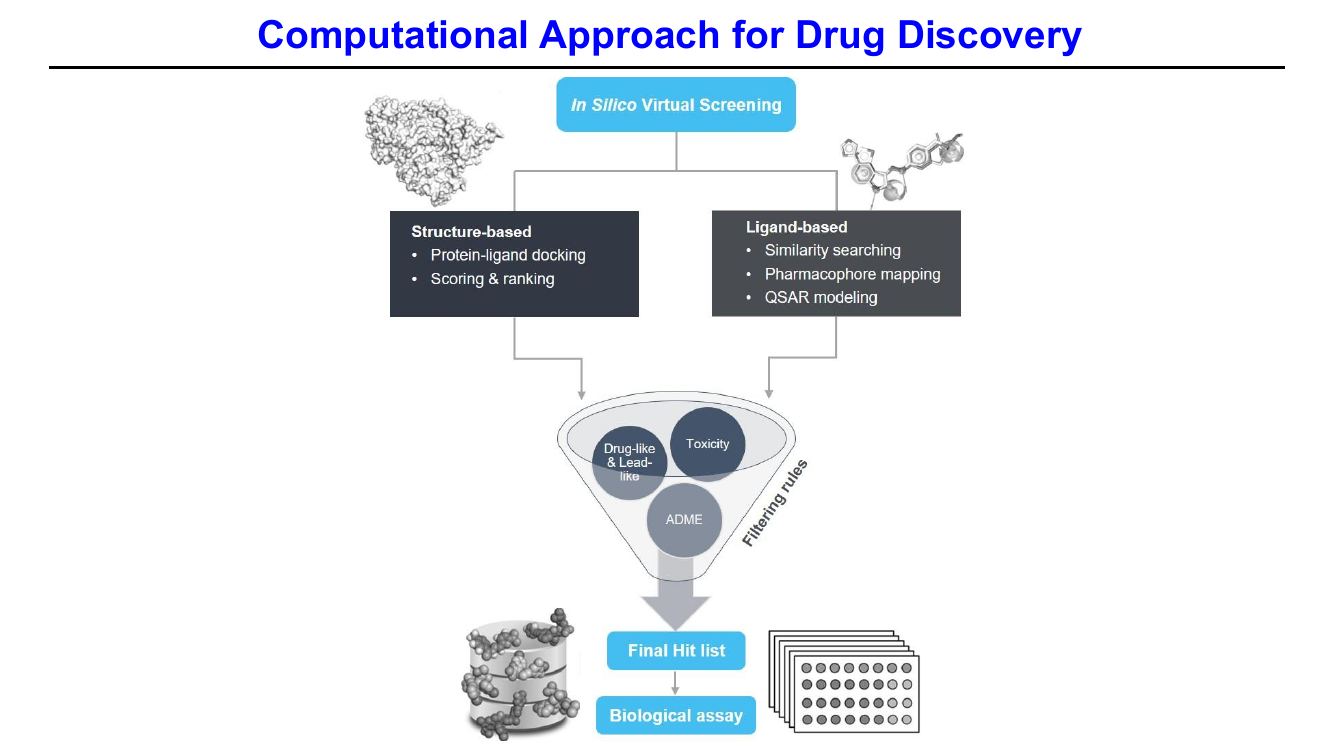 Computational Approach for Drug Discovery
In Silico Virtual Screening
Structure-based
• Protein-ligand docking
• Scoring & ranking
Ligand-based
• Similarity searching
• Pharmacophore mapping
• QSAR modeling
Drug-like
& Lead-
like
Toxicity
ADME
Filtering rules
Final Hit list
Biological assay